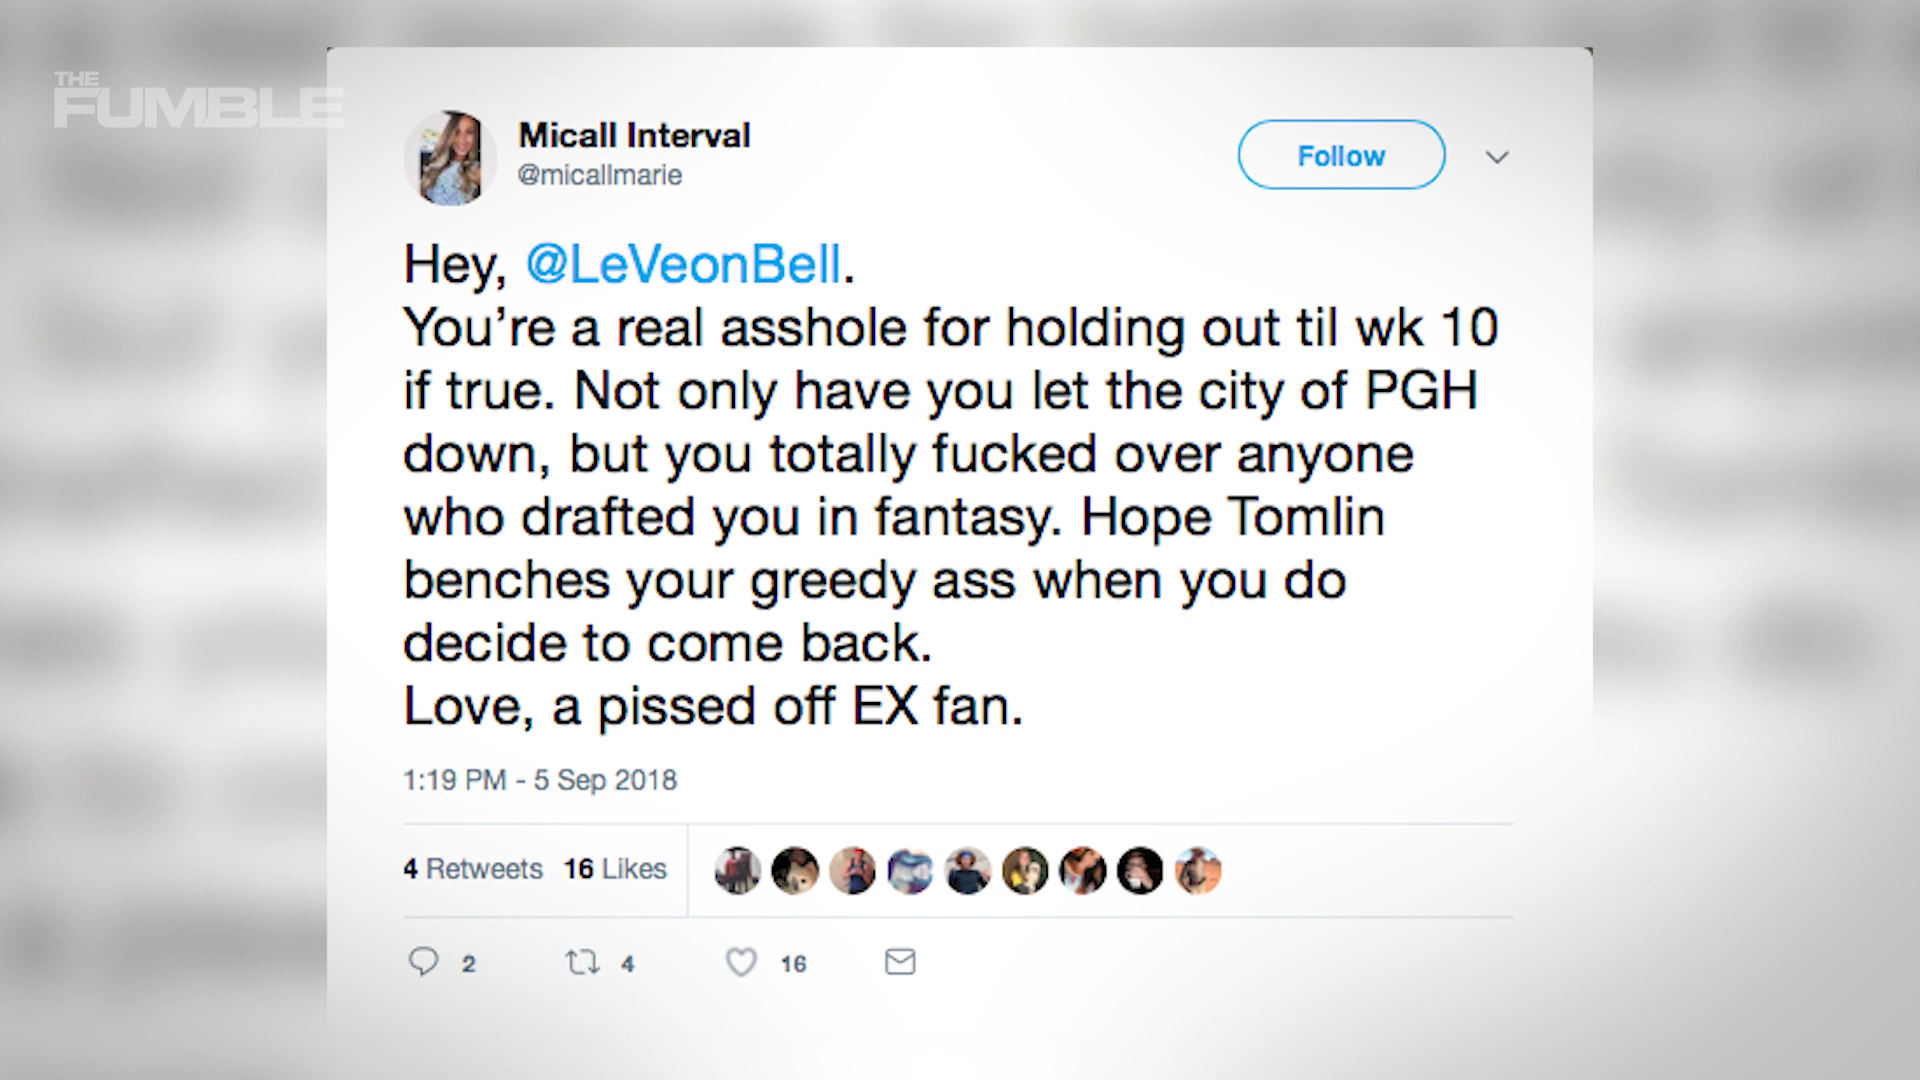 THE
FUMBLE
Micall Interval
@micallmarie
Follow
Hey, @LeVeonBell.
You're a real asshole for holding out til wk 10
if true. Not only have you let the city of PGH
down, but you totally fucked over anyone
who drafted you in fantasy. Hope Tomlin
benches your greedy ass when you do
decide to come back.
Love, a pissed off EX fan.
1:19 PM - 5 Sep 2018
4 Retweets 16 Likes
2 4 16